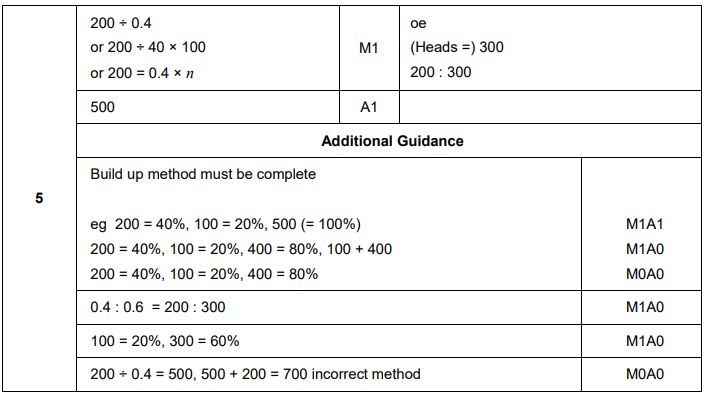 5
200 ÷ 0.4
or 200 ÷ 40 × 100
or 200 = 0.4 × n
M1
oe
(Heads =) 300
200 : 300
500
A1
Additional Guidance
Build up method must be complete
eg 200 = 40%, 100 = 20%, 500 (= 100%)
M1A1
200 = 40%, 100 = 20%, 400 = 80%, 100 + 400
M1A0
200 = 40%, 100 = 20%, 400 = 80%
M0A0
0.4 : 0.6 = 200 : 300
M1A0
100 = 20%, 300 = 60%
M1A0
200 ÷ 0.4 = 500, 500 + 200 = 700 incorrect method
M0A0